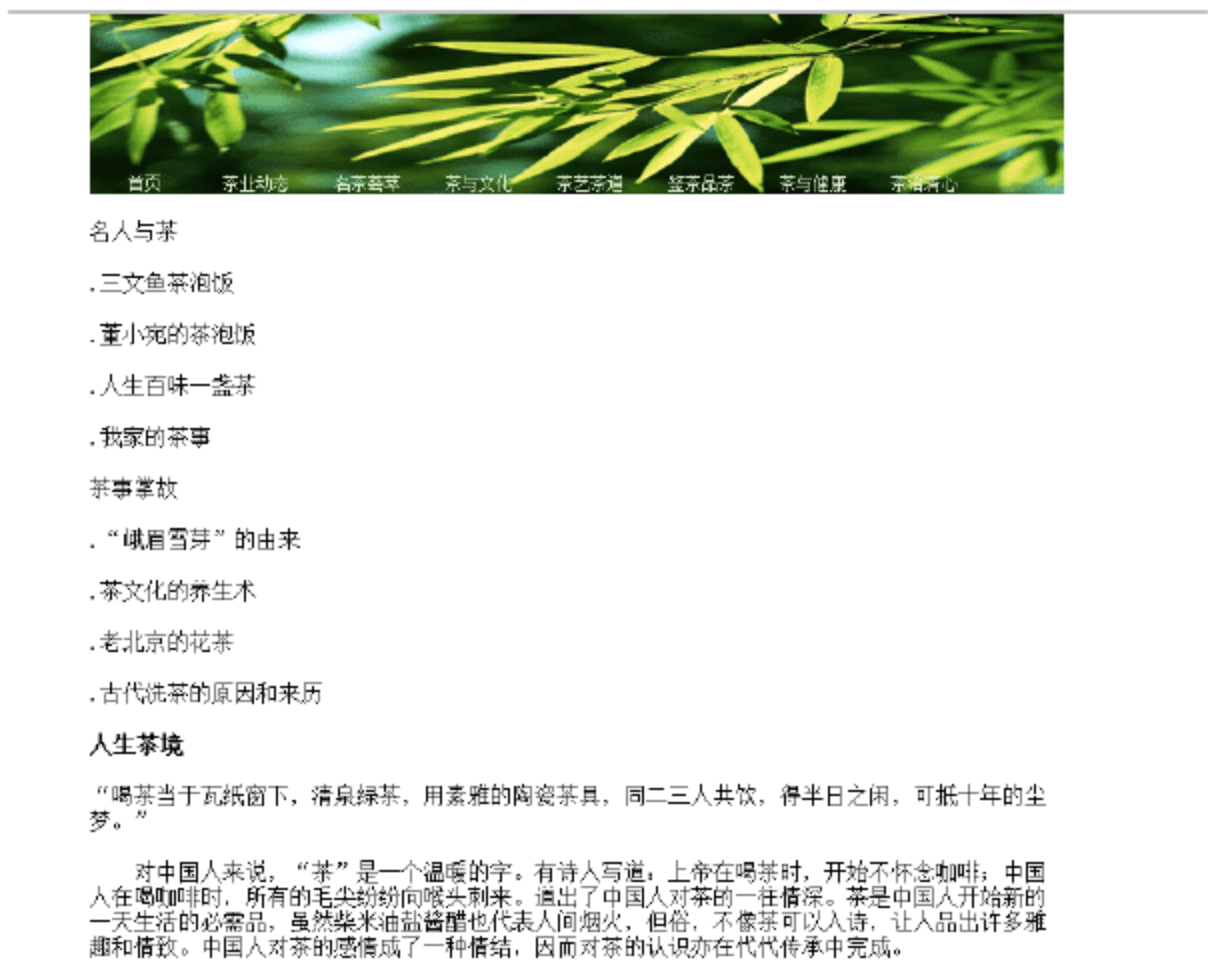 首页 茶业动态 名茶荟萃 茶与文化 茶艺茶道 鉴茶品茶 茶与健康 茶道清心
名人与茶
.三文鱼茶泡饭
.董小宛的茶泡饭
.人生百味一盏茶
.我家的茶事
茶事掌故
.“峨眉雪芽”的由来
.茶文化的养生术
.老北京的花茶
.古代洗茶的原因和来历
人生茶境
“喝茶当于瓦纸窗下，清泉绿茶，用素雅的陶瓷茶具，同二三人共饮，得半日之闲，可抵十年的尘
梦。”
对中国人来说，“茶”是一个温暖的字。有诗人写道：上帝在喝茶时，开始不怀念咖啡；中国
人在喝咖啡时，所有的毛尖纷纷向喉头刺来。道出了中国人对茶的一往情深。茶是中国人开始新的
一天生活的必需品，虽然柴米油盐酱醋也代表人间烟火，但俗，不像茶可以入诗，让人品出许多雅
趣和情致。中国人对茶的感情成了一种情结，因而对茶的认识亦在代代传承中完成。